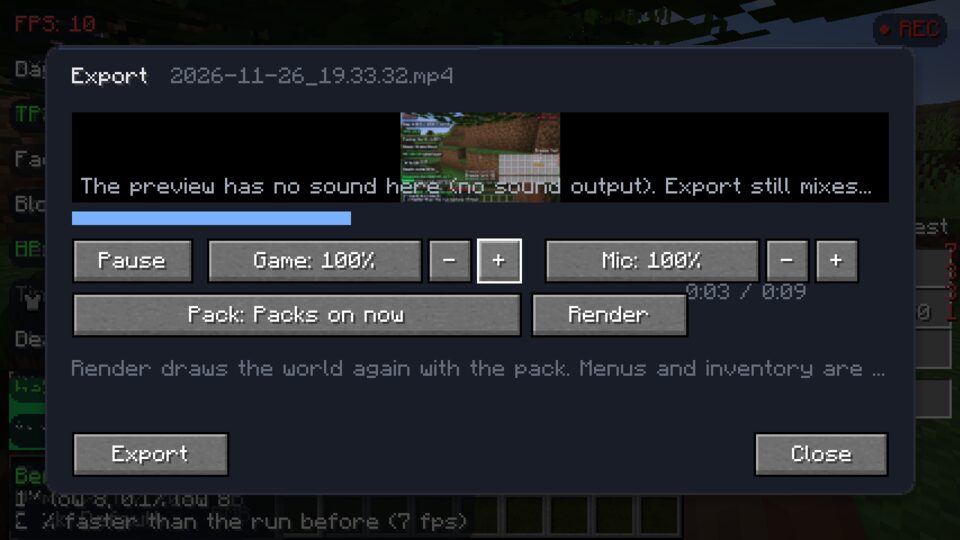 FPS: 10
REC
Export 2026-11-26_19.33.32.mp4
The preview has no sound here (no sound output). Export still mixes...
Pause
Game: 100%
-
+
Mic: 100%
-
+
0:03 / 0:09
Pack: Packs on now
Render
Render draws the world again with the pack. Menus and inventory are ...
Export
Close
faster than the run before (7 fps)